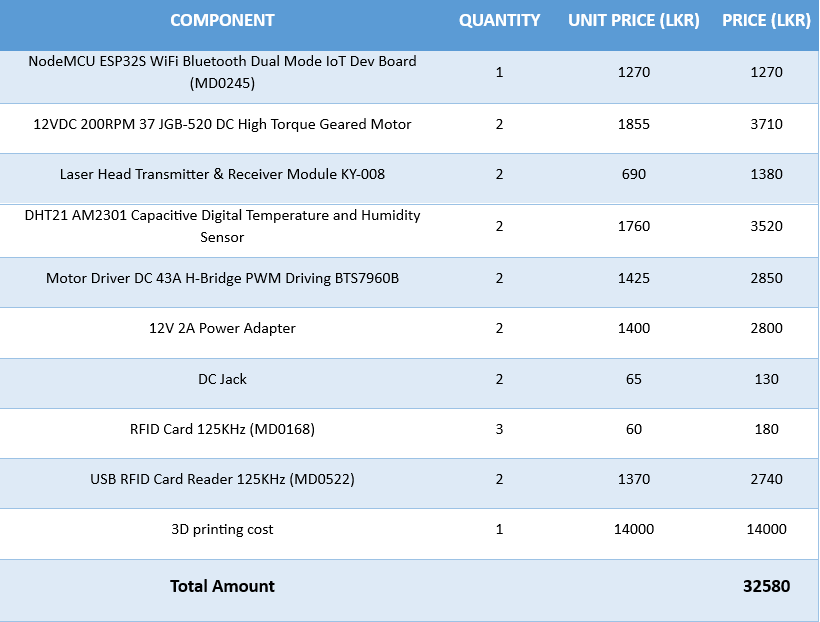 COMPONENT QUANTITY UNIT PRICE (LKR) PRICE (LKR)
NodeMCU ESP32S WiFi Bluetooth Dual Mode IoT Dev Board
(MD0245) 1 1270 1270
12VDC 200RPM 37 JGB-520 DC High Torque Geared Motor 2 1855 3710
Laser Head Transmitter & Receiver Module KY-008 2 690 1380
DHT21 AM2301 Capacitive Digital Temperature and Humidity
Sensor 2 1760 3520
Motor Driver DC 43A H-Bridge PWM Driving BTS7960B 2 1425 2850
12V 2A Power Adapter 2 1400 2800
DC Jack 2 65 130
RFID Card 125KHz (MD0168) 3 60 180
USB RFID Card Reader 125KHz (MD0522) 2 1370 2740
3D printing cost 1 14000 14000
Total Amount 32580